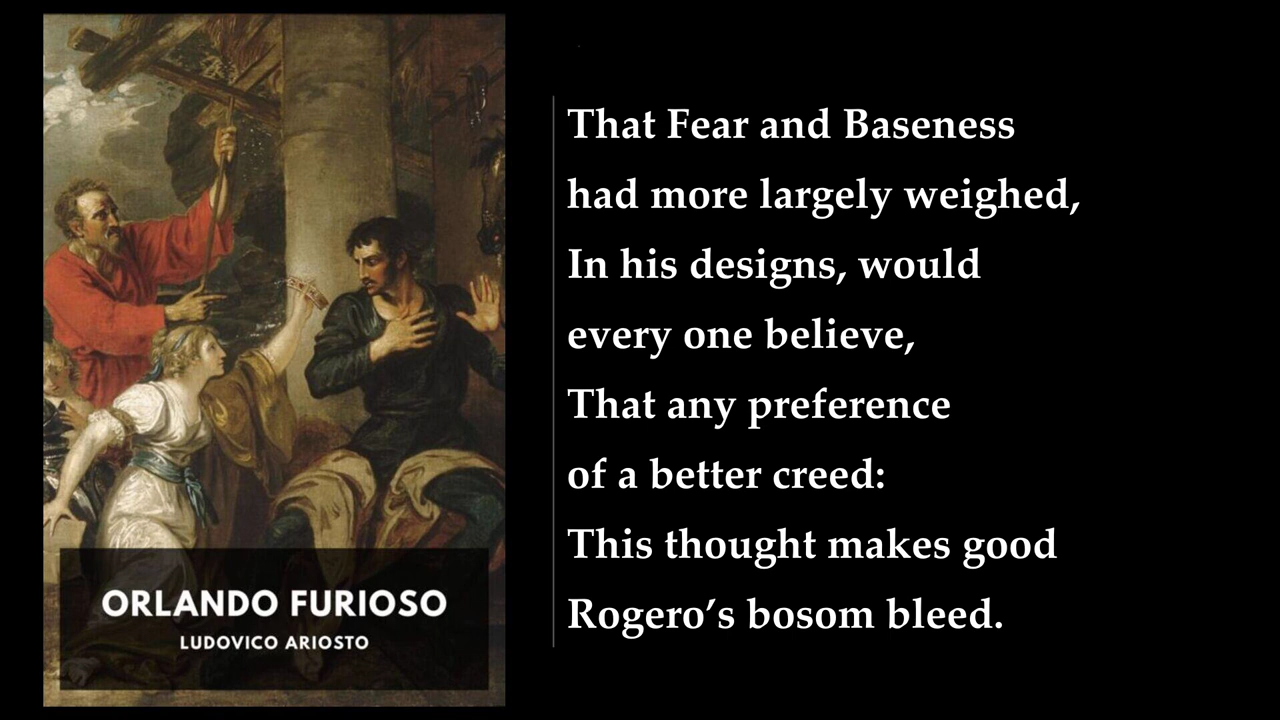 ORLANDO FURIOSO
LUDOVICO ARIOSTO
That Fear and Baseness
had more largely weighed,
In his designs, would
every one believe,
That any preference
of a better creed:
This thought makes good
Rogero’s bosom bleed.